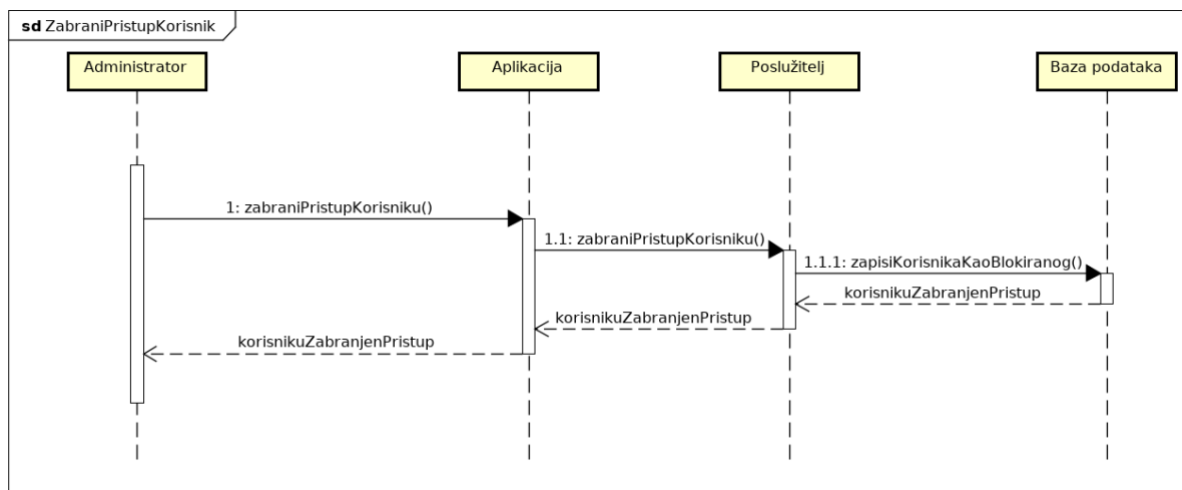 sd ZabraniPristupKorisnik
Administrator
Aplikacija
Poslužitelj
Baza podataka
1: zabraniPristupKorisniku()
1.1: zabraniPristupKorisniku()
1.1.1: zapisiKorisnikaKaoBlokiranog()
korisnikuZabranjenPristup
korisnikuZabranjenPristup
korisnikuZabranjenPristup